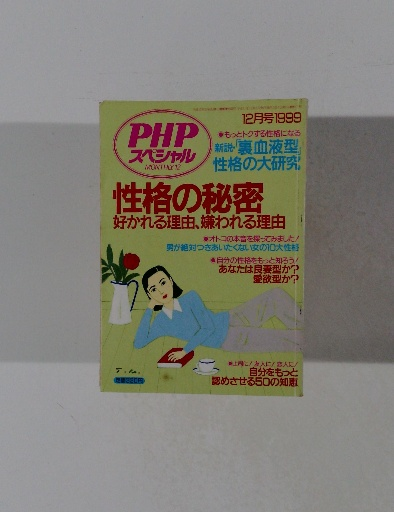 12月号1999
PHP
スペシャル
MONTHLY
●もっとトクする性格になる
新説・「裏血液型」
性格の大研究
性格の秘密
好かれる理由、嫌われる理由
●オトコの本音を探ってみました!
男が絶対つきあいたくない女の10大性格
●自分の性格をもっと知ろう!
あなたは良妻型か?
愛欲型か?
●上司に!友人に!恋人に!
自分をもっと
認めさせる50の知恵